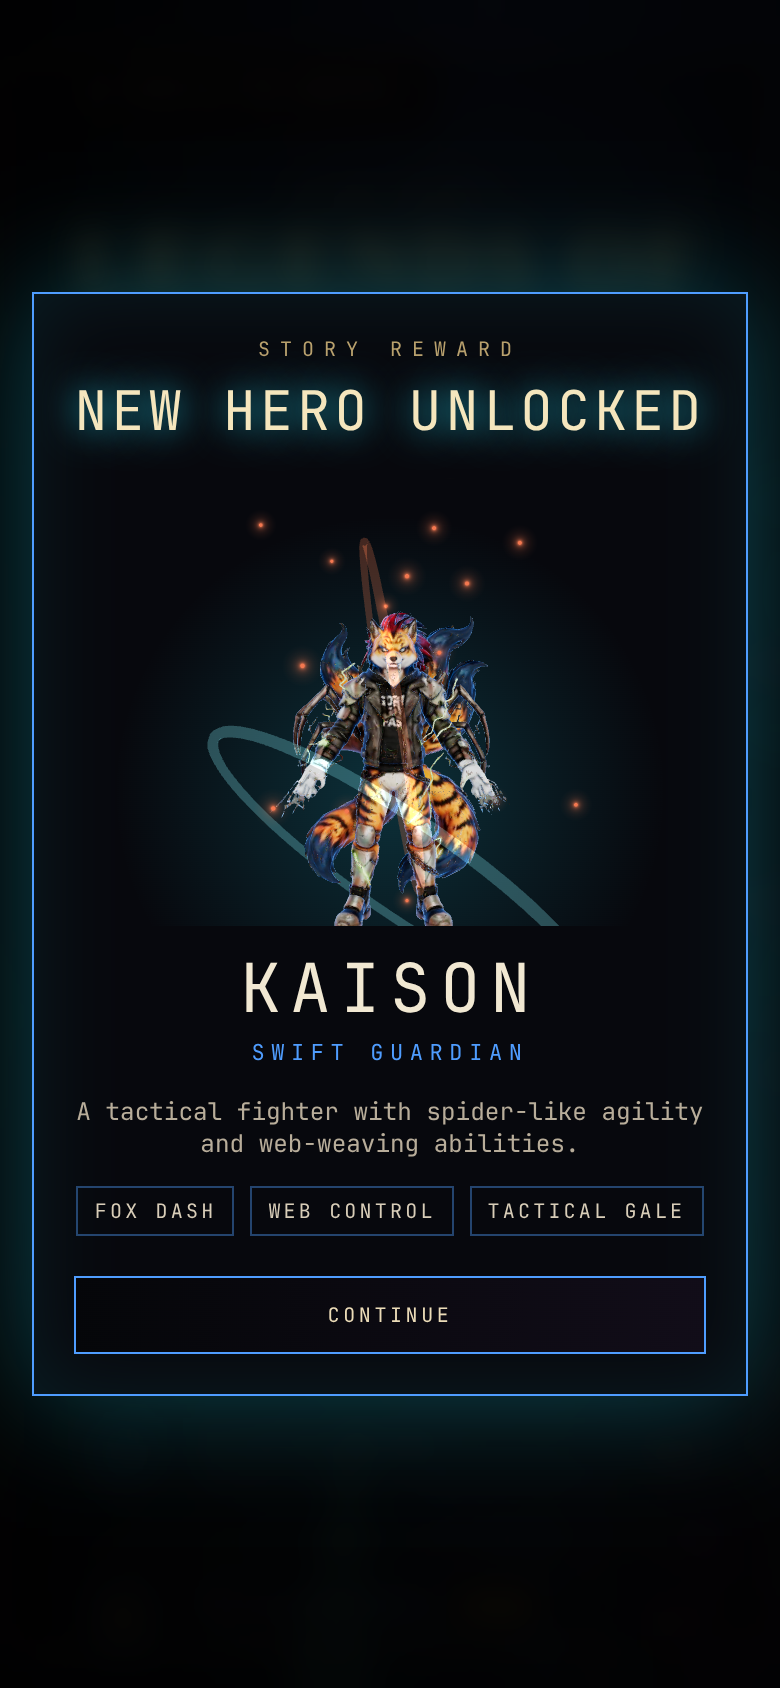 STORY REWARD
NEW HERO UNLOCKED
KAISON
SWIFT GUARDIAN
A tactical fighter with spider-like agility
and web-weaving abilities.
FOX DASH
WEB CONTROL
TACTICAL GALE
CONTINUE